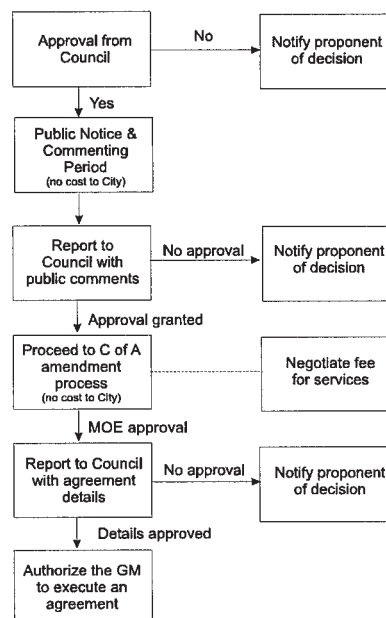 Approval from
Council
No
Notify proponent
of decision
Yes
Public Notice &
Commenting
Period
(no cost to City)
Report to
Council with
public comments
No approval
Notify proponent
of decision
Approval granted
Proceed to C of A
amendment
process
(no cost to City)
Negotiate fee
for services
MOE approval
Report to Council
with agreement
details
No approval
Notify proponent
of decision
Details approved
Authorize the GM
to execute an
agreement